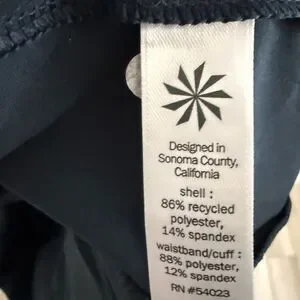 Designed in
Sonoma County,
California
shell :
86% recycled
polyester,
14% spandex
waistband/cuff :
88% polyester,
12% spandex
RN #54023